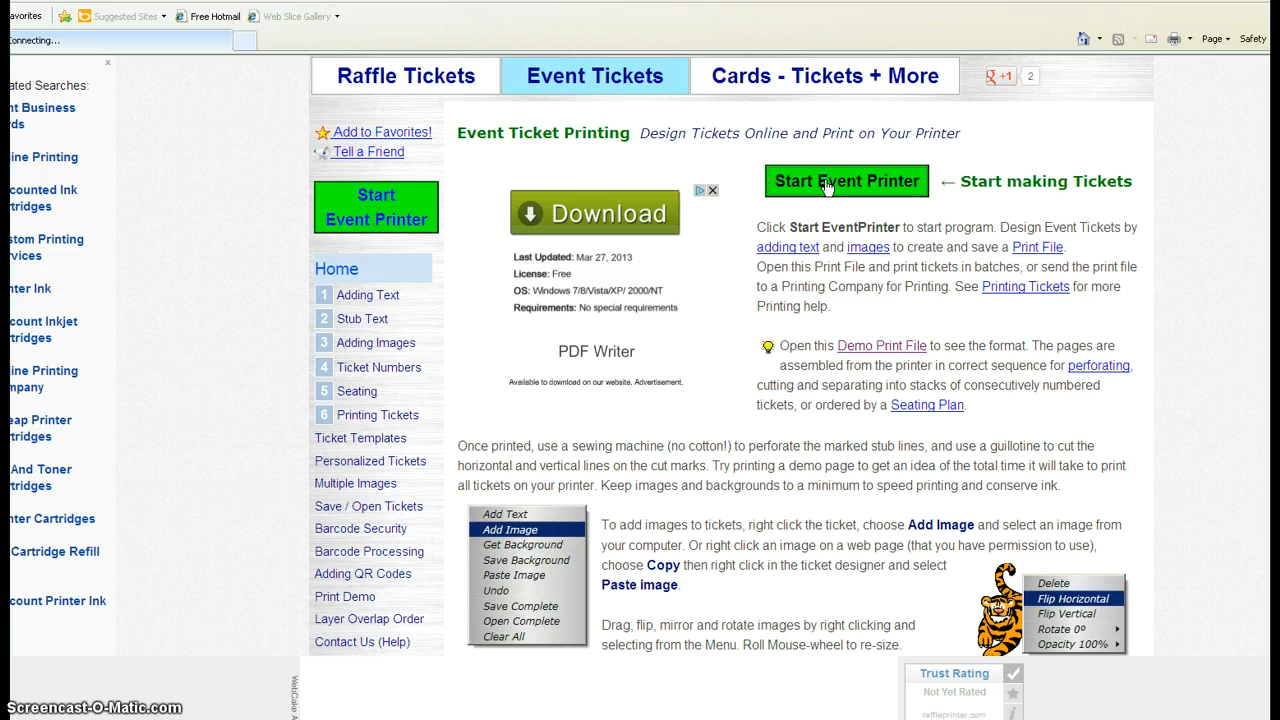 avorites
Suggested Sites
Free Hotmail
Web Slice Gallery
Connecting...
Page
Safety
ated Searches:
nt Business
ds
ine Printing
counted Ink
rtridges
stom Printing
rvices
nter Ink
count Inkjet
rtridges
ine Printing
mpany
eap Printer
rtridges
And Toner
rtridges
nter Cartridges
Cartridge Refill
count Printer Ink
Raffle Tickets
Event Tickets
Cards - Tickets + More
g +1
2
Add to Favorites!
Tell a Friend
Start
Event Printer
Home
1 Adding Text
2 Stub Text
3 Adding Images
4 Ticket Numbers
5 Seating
6 Printing Tickets
Ticket Templates
Personalized Tickets
Multiple Images
Save / Open Tickets
Barcode Security
Barcode Processing
Adding QR Codes
Print Demo
Layer Overlap Order
Contact Us (Help)
Event Ticket Printing Design Tickets Online and Print on Your Printer
Download
Last Updated: Mar 27, 2013
License: Free
OS: Windows 7/8/Vista/XP/ 2000/NT
Requirements: No special requirements
PDF Writer
Available to download on our website. Advertisement.
Start Event Printer ← Start making Tickets
Click Start EventPrinter to start program. Design Event Tickets by
adding text and images to create and save a Print File.
Open this Print File and print tickets in batches, or send the print file
to a Printing Company for Printing. See Printing Tickets for more
Printing help.
Open this Demo Print File to see the format. The pages are
assembled from the printer in correct sequence for perforating,
cutting and separating into stacks of consecutively numbered
tickets, or ordered by a Seating Plan.
Once printed, use a sewing machine (no cotton!) to perforate the marked stub lines, and use a guillotine to cut the
horizontal and vertical lines on the cut marks. Try printing a demo page to get an idea of the total time it will take to print
all tickets on your printer. Keep images and backgrounds to a minimum to speed printing and conserve ink.
Add Text
Add Image
Get Background
Save Background
Paste Image
Undo
Save Complete
Open Complete
Clear All
To add images to tickets, right click the ticket, choose Add Image and select an image from
your computer. Or right click an image on a web page (that you have permission to use),
choose Copy then right click in the ticket designer and select
Paste image.
Drag, flip, mirror and rotate images by right clicking and
selecting from the Menu. Roll Mouse-wheel to re-size.
Delete
Flip Horizontal
Flip Vertical
Rotate 0º
Opacity 100%
Trust Rating
Not Yet Rated
raffleprinter.com
Screencast-O-Matic.com